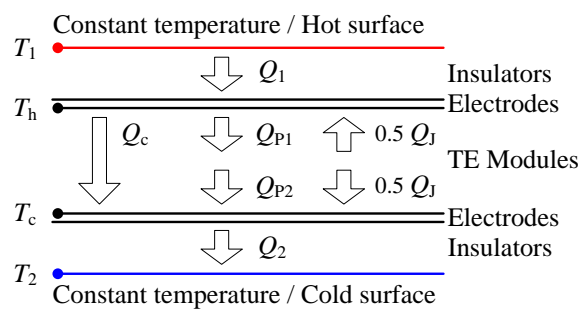 Constant temperature / Hot surface
T1
Q1
Insulators
Th
Electrodes
Qc
QP1
0.5 QJ
TE Modules
QP2
0.5 QJ
Tc
Electrodes
Q2
Insulators
T2
Constant temperature / Cold surface